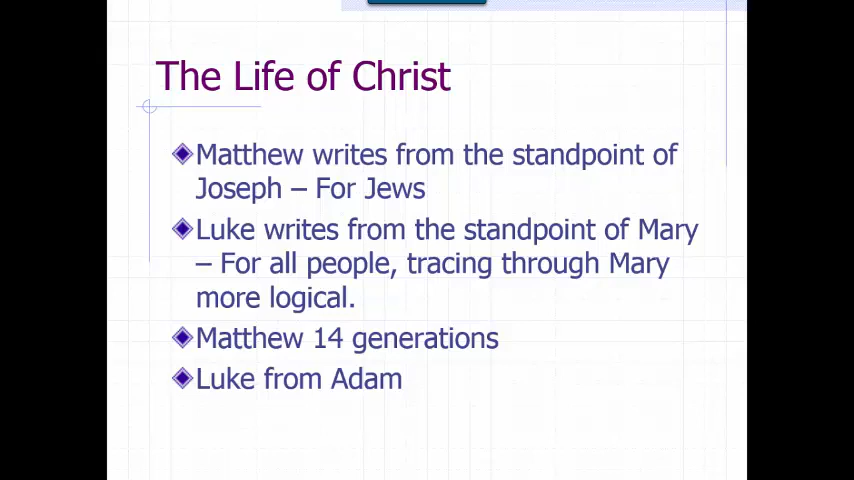 The Life of Christ
Matthew writes from the standpoint of
Joseph – For Jews
Luke writes from the standpoint of Mary
– For all people, tracing through Mary
more logical.
Matthew 14 generations
Luke from Adam